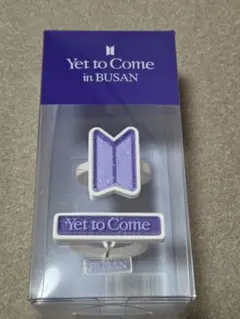 Yet to Come
in BUSAN
Yet to Come
BUSAN